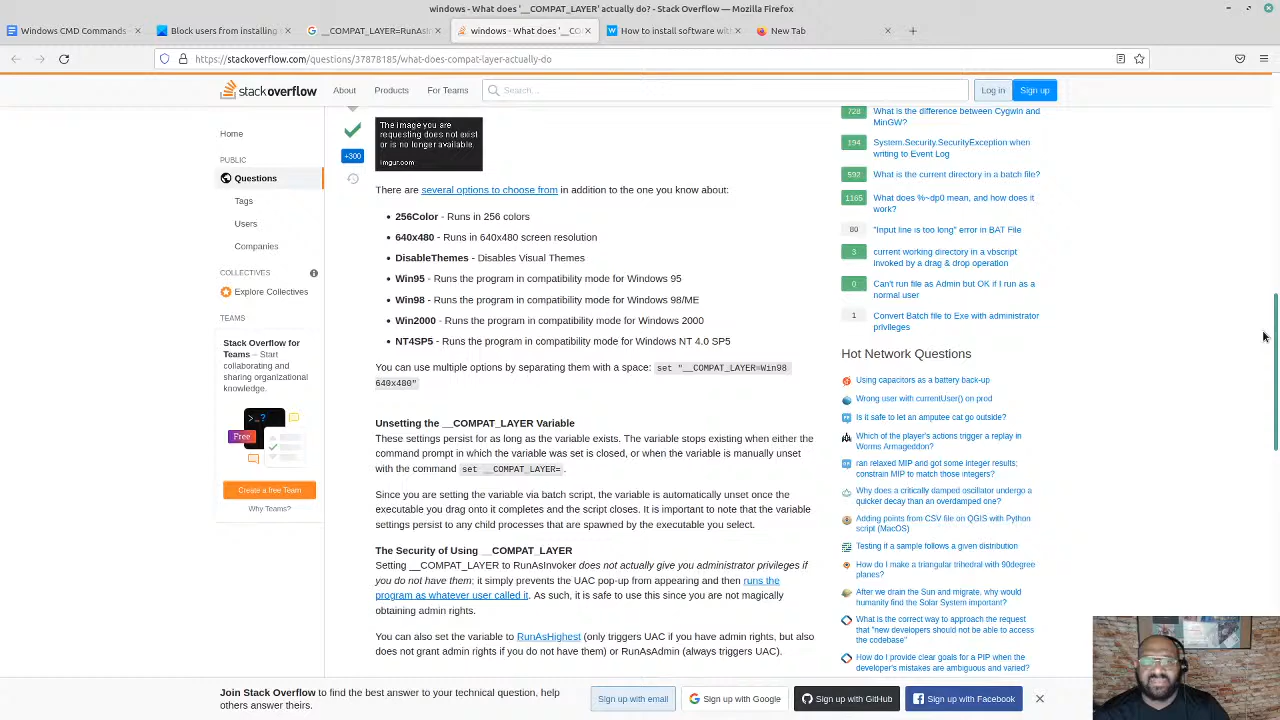 windows - What does '__COMPAT_LAYER' actually do? - Stack Overflow — Mozilla Firefox
Windows CMD Commands
Block users from installing
__COMPAT_LAYER=RunAsI
windows - What does '__CO
How to install software wit
New Tab
https://stackoverflow.com/questions/37878185/what-does-compat-layer-actually-do
stackoverflow
About
Products
For Teams
Search...
Log in
Sign up
Home
PUBLIC
Questions
Tags
Users
Companies
COLLECTIVES
Explore Collectives
TEAMS
Stack Overflow for
Teams – Start
collaborating and
sharing organizational
knowledge.
Free
Create a free Team
Why Teams?
+300
The image you are
requesting does not exist
or is no longer available.
imgur.com
There are several options to choose from in addition to the one you know about:
• 256Color - Runs in 256 colors
• 640x480 - Runs in 640x480 screen resolution
• DisableThemes - Disables Visual Themes
• Win95 - Runs the program in compatibility mode for Windows 95
• Win98 - Runs the program in compatibility mode for Windows 98/ME
• Win2000 - Runs the program in compatibility mode for Windows 2000
• NT4SP5 - Runs the program in compatibility mode for Windows NT 4.0 SP5
You can use multiple options by separating them with a space: set "__COMPAT_LAYER=Win98
640x480"
Unsetting the __COMPAT_LAYER Variable
These settings persist for as long as the variable exists. The variable stops existing when either the
command prompt in which the variable was set is closed, or when the variable is manually unset
with the command set __COMPAT_LAYER=.
Since you are setting the variable via batch script, the variable is automatically unset once the
executable you drag onto it completes and the script closes. It is important to note that the variable
settings persist to any child processes that are spawned by the executable you select.
The Security of Using __COMPAT_LAYER
Setting __COMPAT_LAYER to RunAsInvoker does not actually give you administrator privileges if
you do not have them; it simply prevents the UAC pop-up from appearing and then runs the
program as whatever user called it. As such, it is safe to use this since you are not magically
obtaining admin rights.
You can also set the variable to RunAsHighest (only triggers UAC if you have admin rights, but also
does not grant admin rights if you do not have them) or RunAsAdmin (always triggers UAC).
728 What is the difference between Cygwin and
MinGW?
194 System.Security.SecurityException when
writing to Event Log
592 What is the current directory in a batch file?
1165 What does %~dp0 mean, and how does it
work?
80 "Input line is too long" error in BAT File
3 current working directory in a vbscript
invoked by a drag & drop operation
0 Can't run file as Admin but OK if I run as a
normal user
1 Convert Batch file to Exe with administrator
privileges
Hot Network Questions
Using capacitors as a battery back-up
Wrong user with currentUser() on prod
Is it safe to let an amputee cat go outside?
Which of the player's actions trigger a replay in
Worms Armageddon?
ran relaxed MIP and got some integer results;
constrain MIP to match those integers?
Why does a critically damped oscillator undergo a
quicker decay than an overdamped one?
Adding points from CSV file on QGIS with Python
script (MacOS)
Testing if a sample follows a given distribution
How do I make a triangular trihedral with 90degree
planes?
After we drain the Sun and migrate, why would
humanity find the Solar System important?
What is the correct way to approach the request
that "new developers should not be able to access
the codebase"
How do I provide clear goals for a PIP when the
developer's mistakes are ambiguous and varied?
Join Stack Overflow to find the best answer to your technical question, help
answer theirs.
Sign up with email
Sign up with Google
Sign up with GitHub
Sign up with Facebook